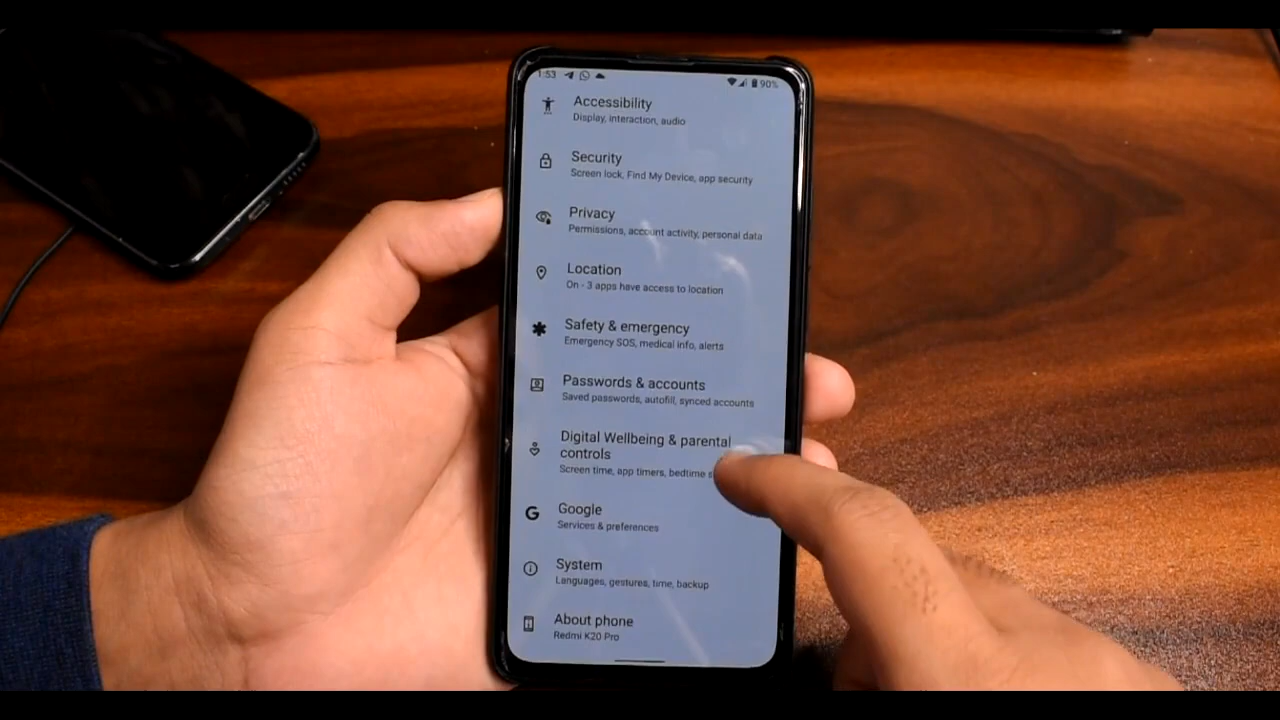 1:53
90%
Accessibility
Display, interaction, audio
Security
Screen lock, Find My Device, app security
Privacy
Permissions, account activity, personal data
Location
On - 3 apps have access to location
Safety & emergency
Emergency SOS, medical info, alerts
Passwords & accounts
Saved passwords, autofill, synced accounts
Digital Wellbeing & parental
controls
Screen time, app timers, bedtime
Google
Services & preferences
System
Languages, gestures, time, backup
About phone
Redmi K20 Pro